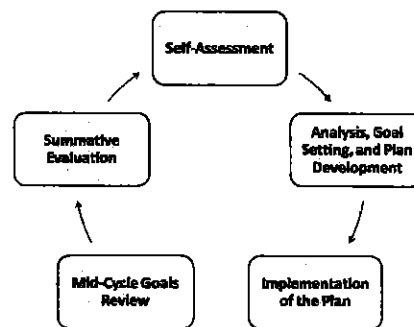 Self-Assessment
Analysis, Goal
Setting, and Plan
Development
Implementation
of the Plan
Mid-Cycle Goals
Review
Summative
Evaluation